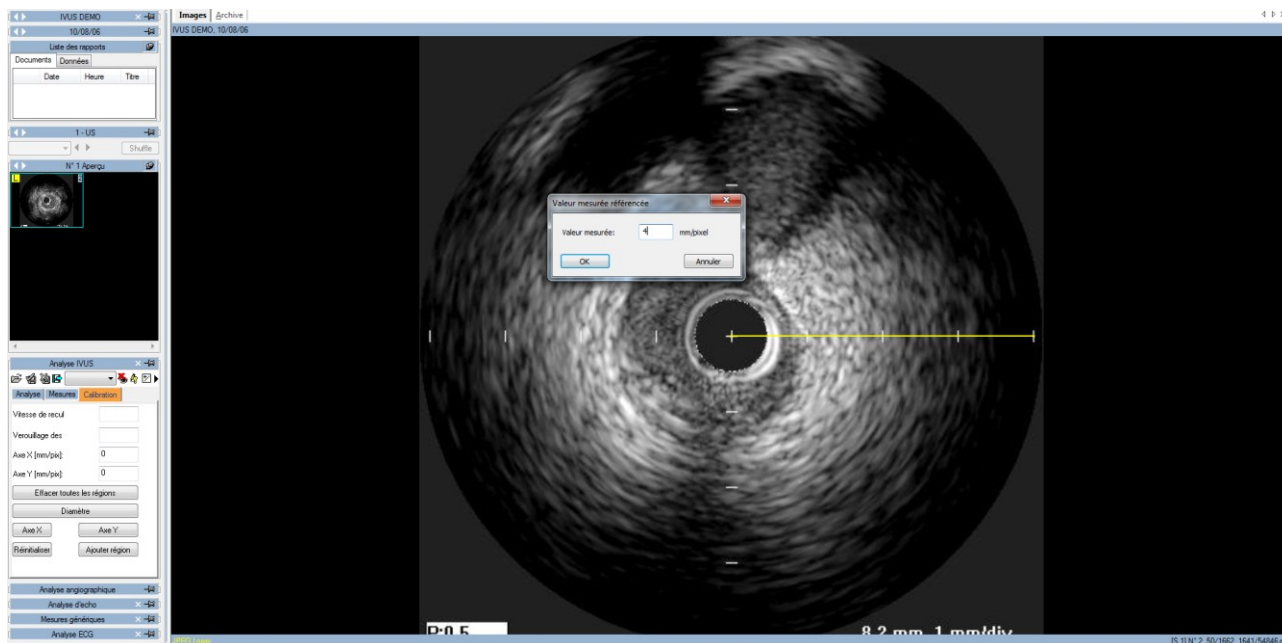 IVUS DEMO
10/08/06
Liste des rapports
Documents Données
Date Heure Titre
1 - US
Shuffle
N° 1 Aperçu
L
Analyse IVUS
Analyse Mesures Calibration
Vitesse de recul
Verouillage des
Axe X [mm/pix]: 0
Axe Y [mm/pix]: 0
Effacer toutes les régions
Diamètre
Axe X Axe Y
Réinitialiser Ajouter région
Analyse angiographique
Analyse d'echo
Mesures génériques
Analyse ECG
Images Archive
IVUS DEMO, 10/08/06
Valeur mesurée référencée
Valeur mesurée: 4 mm/pixel
OK Annuler
P:0.5
8.2 mm, 1 mm/div